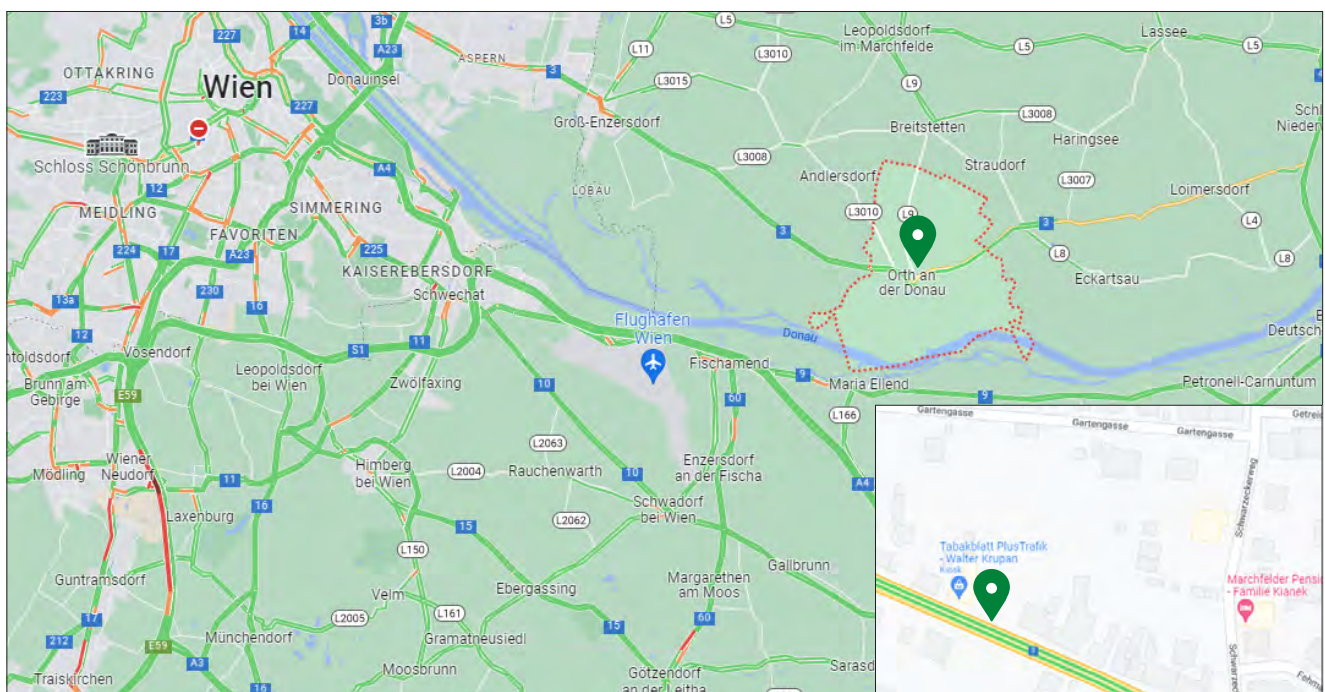 227
14
3b
A23
L5
L11
Leopoldsdorf
im Marchfelde
L3010
L5
Lassee
L5
ASPERN
3
OTTAKRING
Wien
Donauinsel
L3015
L9
223
227
Groß-Enzersdorf
Breitstetten
L3008
Haringsee
Schloss Schönbrunn
A4
L3008
Straudorf
LOBAU
Andlersdorf
L3007
Loimersdorf
12
MEIDLING
SIMMERING
L3010
L9
3
L4
FAVORITEN
224
17
A23
225
3
L8
L8
KAISEREBERSDORF
Orth an
der Donau
Eckartsau
Schwechat
230
13a
16
Flughafen
Wien
Donau
12
11
S1
Vösendorf
Leopoldsdorf
bei Wien
Zwölfaxing
Fischamend
9
Maria Ellend
9
Petronell-Carnuntum
Brunn am
Gebirge
E59
10
60
L166
L2063
Mödling
Wiener
Neudorf
11
Himberg
bei Wien
L2004
Rauchenwarth
10
Enzersdorf
an der Fischa
A4
16
Laxenburg
15
L2062
Schwadorf
bei Wien
L150
Guntramsdorf
Velm
Ebergassing
Margarethen
am Moos
Gallbrunn
17
L2005
L161
15
60
212
E59
Münchendorf
Gramatneusiedl
A3
Moosbrunn
Götzendorf
an der Leitha
Traiskirchen
16
Gartengasse
Gartengasse
Gartengasse
Schwarzeckerweg
Tabakblatt PlusTrafik
- Walter Krupan
Kiosk
Marchfelder Pensi
- Familie Kianek
3